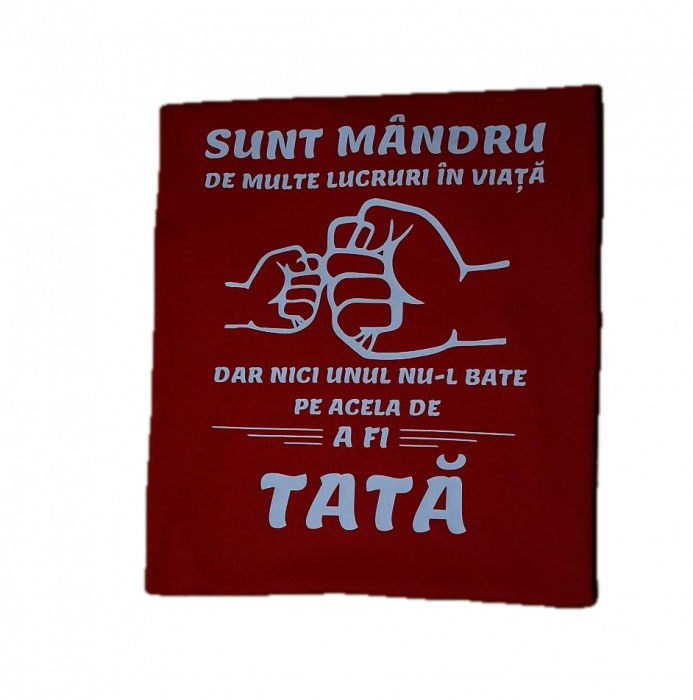 SUNT MÂNDRU
DE MULTE LUCRURI ÎN VIAȚĂ
DAR NICI UNUL NU-L BATE
PE ACELA DE
A FI
TATĂ